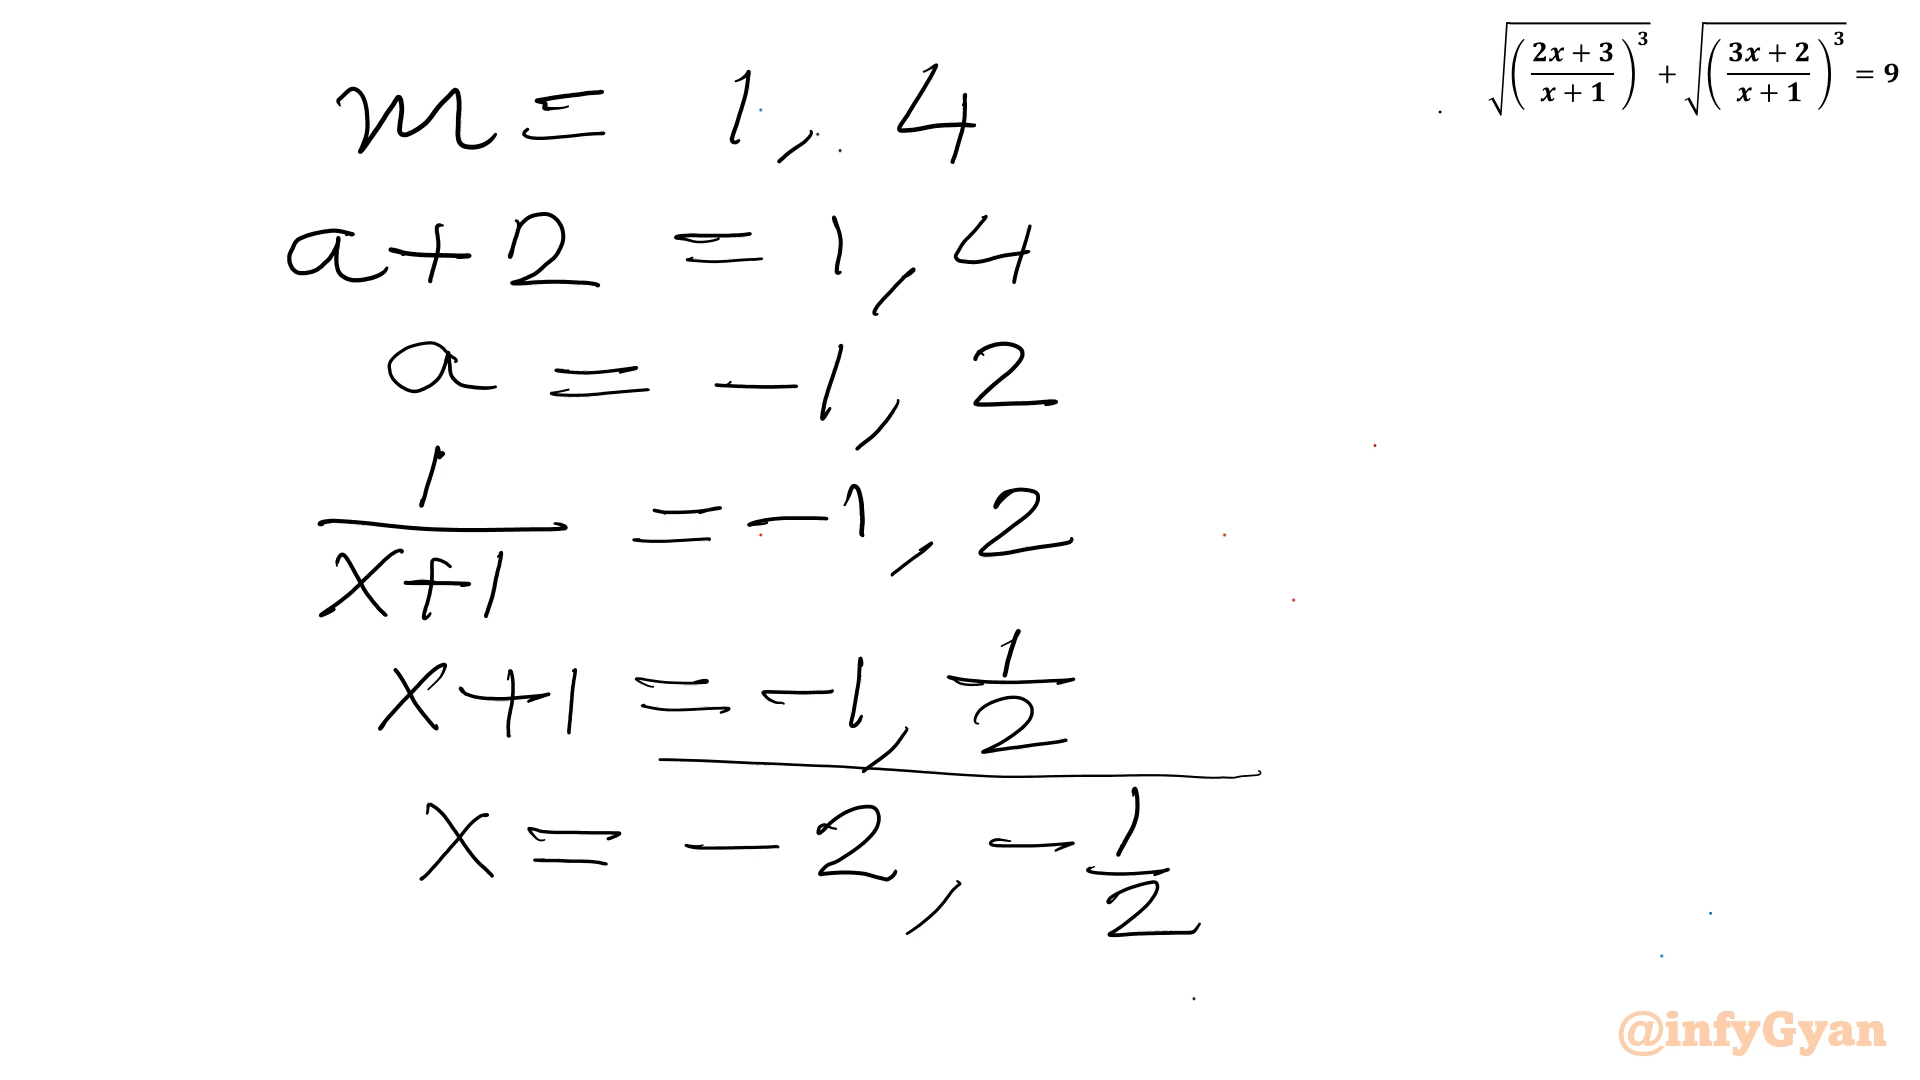 √((2x + 3)/(x + 1))³ + √((3x + 2)/(x + 1))³ = 9
m = 1, 4
a + 2 = 1, 4
a = -1, 2
1/(x+1) = -1, 2
x+1 = -1, 1/2
x = -2, -1/2
@infyGyan